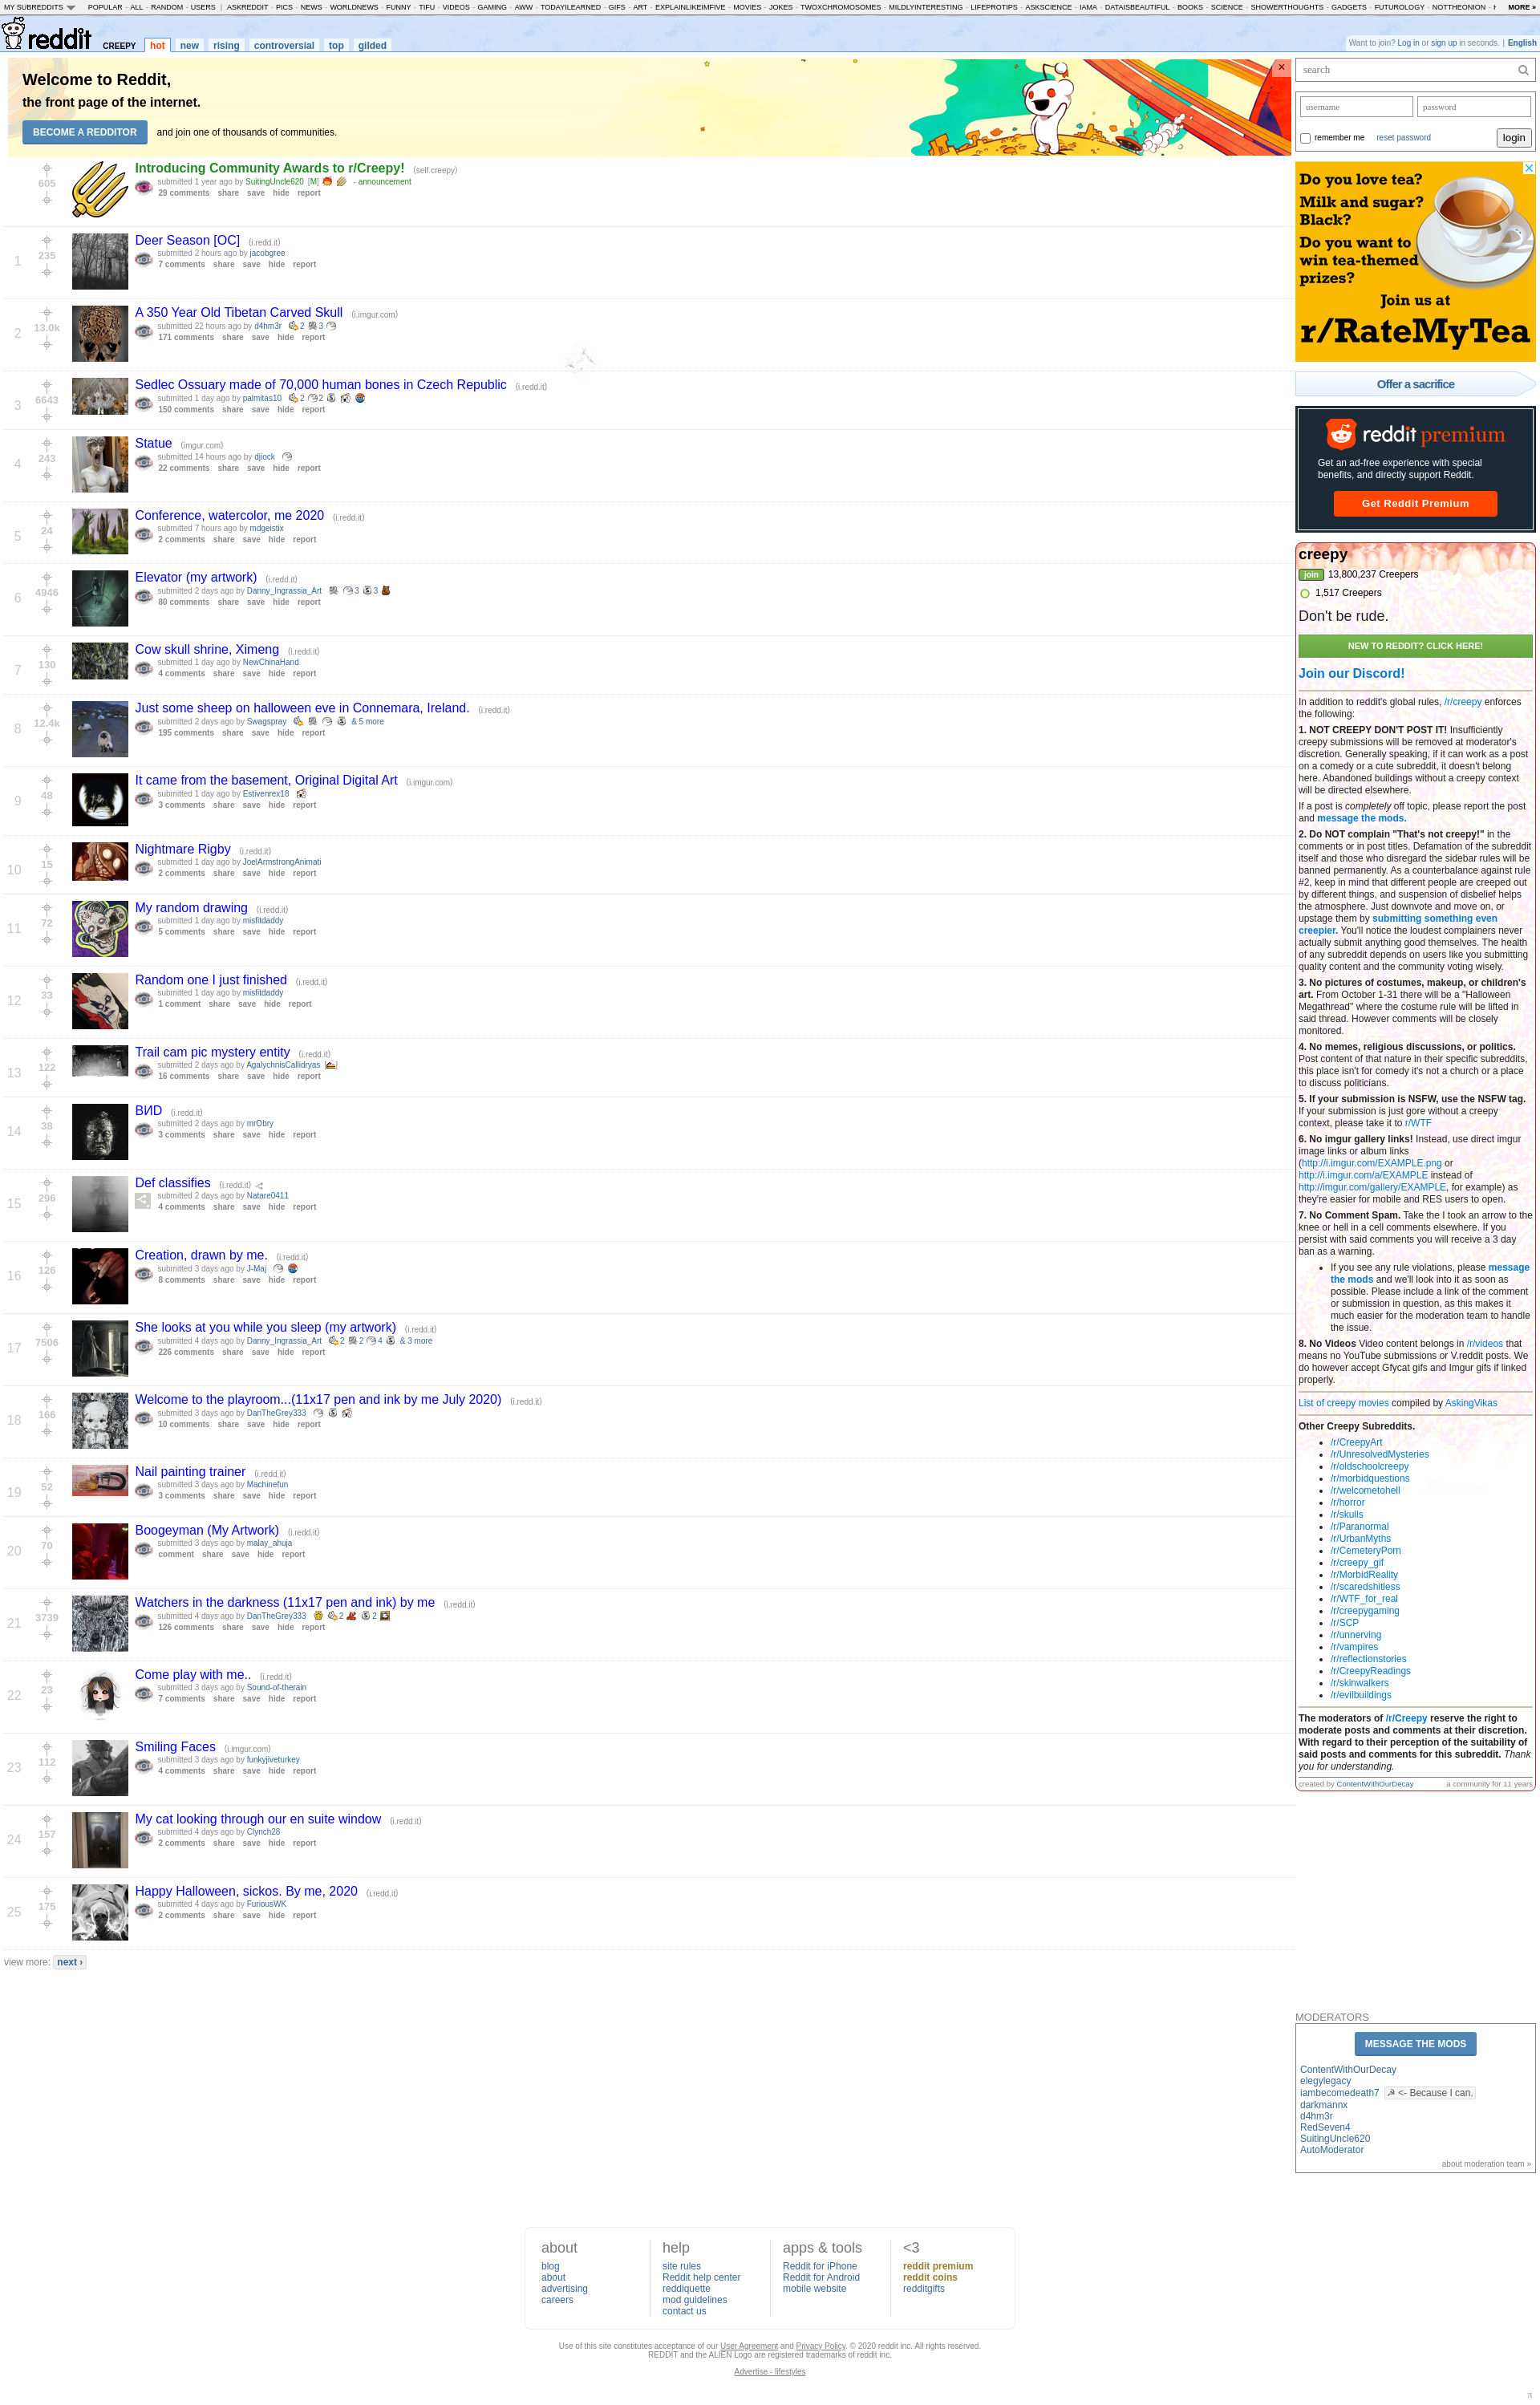 MY SUBREDDITS POPULAR - ALL - RANDOM - USERS | ASKREDDIT - PICS - NEWS - WORLDNEWS - FUNNY - TIFU - VIDEOS - GAMING - AWW - TODAYILEARNED - GIFS - ART - EXPLAINLIKEIMFIVE - MOVIES - JOKES - TWOXCHROMOSOMES - MILDLYINTERESTING - LIFEPROTIPS - ASKSCIENCE - IAMA - DATAISBEAUTIFUL - BOOKS - SCIENCE - SHOWERTHOUGHTS - GADGETS - FUTUROLOGY - NOTTHEONION - MORE »
reddit CREEPY hot new rising controversial top gilded
Want to join? Log in or sign up in seconds. | English
Welcome to Reddit,
the front page of the internet.
BECOME A REDDITOR and join one of thousands of communities.
×
605
Introducing Community Awards to r/Creepy! (self.creepy)
submitted 1 year ago by SuitingUncle620 [M] - announcement
29 comments share save hide report
1
235
Deer Season [OC] (i.redd.it)
submitted 2 hours ago by jacobgree
7 comments share save hide report
2
13.0k
A 350 Year Old Tibetan Carved Skull (i.imgur.com)
submitted 22 hours ago by d4hm3r 2 3
171 comments share save hide report
3
6643
Sedlec Ossuary made of 70,000 human bones in Czech Republic (i.redd.it)
submitted 1 day ago by palmitas10 2 2
150 comments share save hide report
4
243
Statue (imgur.com)
submitted 14 hours ago by djiock
22 comments share save hide report
5
24
Conference, watercolor, me 2020 (i.redd.it)
submitted 7 hours ago by mdgeistix
2 comments share save hide report
6
4946
Elevator (my artwork) (i.redd.it)
submitted 2 days ago by Danny_Ingrassia_Art 3 3
80 comments share save hide report
7
130
Cow skull shrine, Ximeng (i.redd.it)
submitted 1 day ago by NewChinaHand
4 comments share save hide report
8
12.4k
Just some sheep on halloween eve in Connemara, Ireland. (i.redd.it)
submitted 2 days ago by Swagspray & 5 more
195 comments share save hide report
9
48
It came from the basement, Original Digital Art (i.imgur.com)
submitted 1 day ago by Estivenrex18
3 comments share save hide report
10
15
Nightmare Rigby (i.redd.it)
submitted 1 day ago by JoelArmstrongAnimati
2 comments share save hide report
11
72
My random drawing (i.redd.it)
submitted 1 day ago by misfitdaddy
5 comments share save hide report
12
33
Random one I just finished (i.redd.it)
submitted 1 day ago by misfitdaddy
1 comment share save hide report
13
122
Trail cam pic mystery entity (i.redd.it)
submitted 2 days ago by AgalychnisCallidryas
16 comments share save hide report
14
38
ВИD (i.redd.it)
submitted 2 days ago by mrObry
3 comments share save hide report
15
296
Def classifies (i.redd.it)
submitted 2 days ago by Natare0411
4 comments share save hide report
16
126
Creation, drawn by me. (i.redd.it)
submitted 3 days ago by J-Maj
8 comments share save hide report
17
7506
She looks at you while you sleep (my artwork) (i.redd.it)
submitted 4 days ago by Danny_Ingrassia_Art 2 2 4 & 3 more
226 comments share save hide report
18
166
Welcome to the playroom...(11x17 pen and ink by me July 2020) (i.redd.it)
submitted 3 days ago by DanTheGrey333
10 comments share save hide report
19
52
Nail painting trainer (i.redd.it)
submitted 3 days ago by Machinefun
3 comments share save hide report
20
70
Boogeyman (My Artwork) (i.redd.it)
submitted 3 days ago by malay_ahuja
comment share save hide report
21
3739
Watchers in the darkness (11x17 pen and ink) by me (i.redd.it)
submitted 4 days ago by DanTheGrey333 2 2
126 comments share save hide report
22
23
Come play with me.. (i.redd.it)
submitted 3 days ago by Sound-of-therain
7 comments share save hide report
23
112
Smiling Faces (i.imgur.com)
submitted 3 days ago by funkyjiveturkey
4 comments share save hide report
24
157
My cat looking through our en suite window (i.redd.it)
submitted 4 days ago by Clynch28
2 comments share save hide report
25
175
Happy Halloween, sickos. By me, 2020 (i.redd.it)
submitted 4 days ago by FuriousWK
2 comments share save hide report
view more: next ›
search
username password
remember me reset password login
Do you love tea?
Milk and sugar?
Black?
Do you want to
win tea-themed
prizes?
Join us at
r/RateMyTea
Offer a sacrifice
reddit premium
Get an ad-free experience with special
benefits, and directly support Reddit.
Get Reddit Premium
creepy
join 13,800,237 Creepers
1,517 Creepers
Don't be rude.
NEW TO REDDIT? CLICK HERE!
Join our Discord!
In addition to reddit's global rules, /r/creepy enforces
the following:
1. NOT CREEPY DON'T POST IT! Insufficiently
creepy submissions will be removed at moderator's
discretion. Generally speaking, if it can work as a post
on a comedy or a cute subreddit, it doesn't belong
here. Abandoned buildings without a creepy context
will be directed elsewhere.
If a post is completely off topic, please report the post
and message the mods.
2. Do NOT complain "That's not creepy!" in the
comments or in post titles. Defamation of the subreddit
itself and those who disregard the sidebar rules will be
banned permanently. As a counterbalance against rule
#2, keep in mind that different people are creeped out
by different things, and suspension of disbelief helps
the atmosphere. Just downvote and move on, or
upstage them by submitting something even
creepier. You'll notice the loudest complainers never
actually submit anything good themselves. The health
of any subreddit depends on users like you submitting
quality content and the community voting wisely.
3. No pictures of costumes, makeup, or children's
art. From October 1-31 there will be a "Halloween
Megathread" where the costume rule will be lifted in
said thread. However comments will be closely
monitored.
4. No memes, religious discussions, or politics.
Post content of that nature in their specific subreddits,
this place isn't for comedy it's not a church or a place
to discuss politicians.
5. If your submission is NSFW, use the NSFW tag.
If your submission is just gore without a creepy
context, please take it to r/WTF
6. No imgur gallery links! Instead, use direct imgur
image links or album links
(http://i.imgur.com/EXAMPLE.png or
http://i.imgur.com/a/EXAMPLE instead of
http://imgur.com/gallery/EXAMPLE, for example) as
they're easier for mobile and RES users to open.
7. No Comment Spam. Take the I took an arrow to the
knee or hell in a cell comments elsewhere. If you
persist with said comments you will receive a 3 day
ban as a warning.
• If you see any rule violations, please message
the mods and we'll look into it as soon as
possible. Please include a link of the comment
or submission in question, as this makes it
much easier for the moderation team to handle
the issue.
8. No Videos Video content belongs in /r/videos that
means no YouTube submissions or V.reddit posts. We
do however accept Gfycat gifs and Imgur gifs if linked
properly.
List of creepy movies compiled by AskingVikas
Other Creepy Subreddits.
• /r/CreepyArt
• /r/UnresolvedMysteries
• /r/oldschoolcreepy
• /r/morbidquestions
• /r/welcometohell
• /r/horror
• /r/skulls
• /r/Paranormal
• /r/UrbanMyths
• /r/CemeteryPorn
• /r/creepy_gif
• /r/MorbidReality
• /r/scaredshitless
• /r/WTF_for_real
• /r/creepygaming
• /r/SCP
• /r/unnerving
• /r/vampires
• /r/reflectionstories
• /r/CreepyReadings
• /r/skinwalkers
• /r/evilbuildings
The moderators of /r/Creepy reserve the right to
moderate posts and comments at their discretion.
With regard to their perception of the suitability of
said posts and comments for this subreddit. Thank
you for understanding.
created by ContentWithOurDecay a community for 11 years
MODERATORS
MESSAGE THE MODS
ContentWithOurDecay
elegylegacy
iambecomedeath7 ☭ <- Because I can.
darkmannx
d4hm3r
RedSeven4
SuitingUncle620
AutoModerator
about moderation team »
about
blog
about
advertising
careers
help
site rules
Reddit help center
reddiquette
mod guidelines
contact us
apps & tools
Reddit for iPhone
Reddit for Android
mobile website
<3
reddit premium
reddit coins
redditgifts
Use of this site constitutes acceptance of our User Agreement and Privacy Policy. © 2020 reddit inc. All rights reserved.
REDDIT and the ALIEN Logo are registered trademarks of reddit inc.
Advertise - lifestyles
π